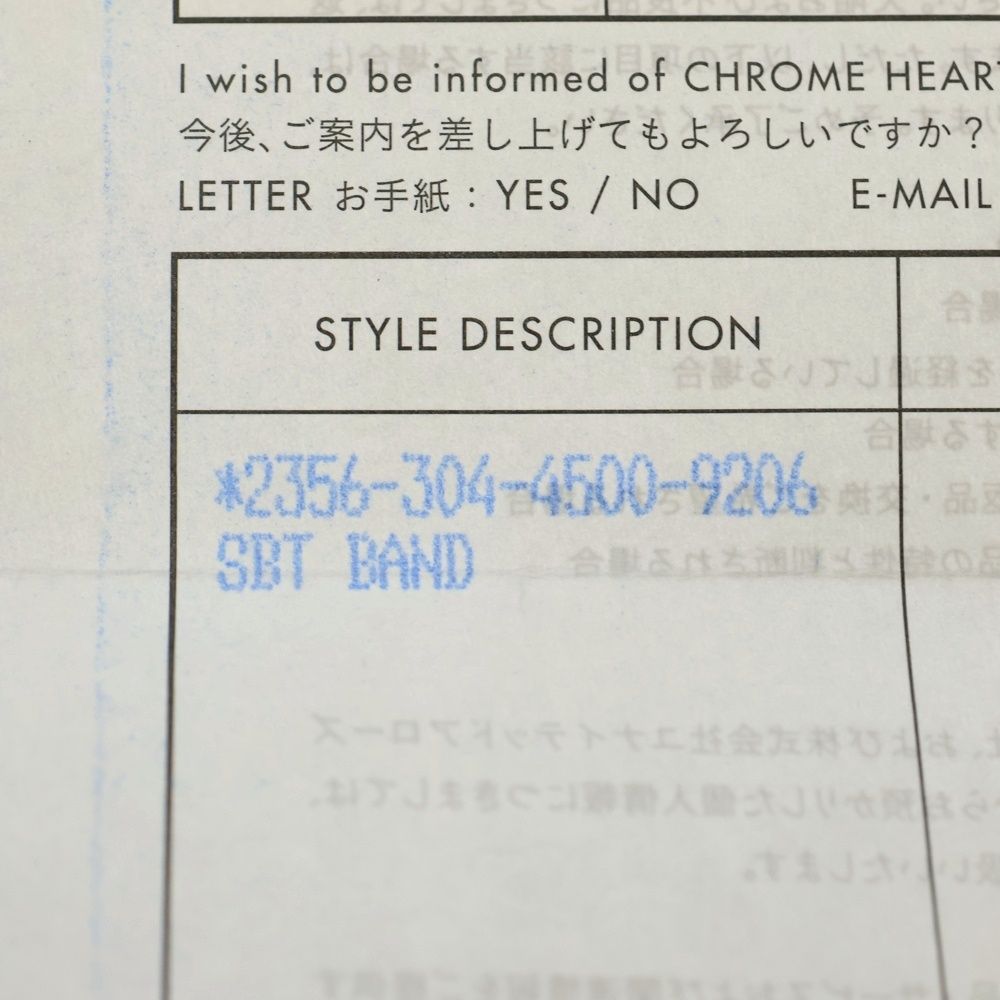 I wish to be informed of CHROME HEART
今後、ご案内を差し上げてもよろしいですか？
LETTER お手紙：YES / NO E-MAIL
STYLE DESCRIPTION
*2356-304-4500-9206
SBT BAND